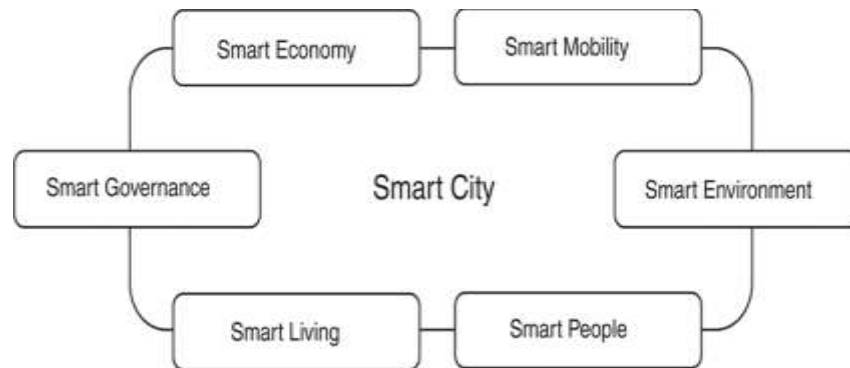 Smart Economy
Smart Mobility
Smart Governance
Smart City
Smart Environment
Smart Living
Smart People